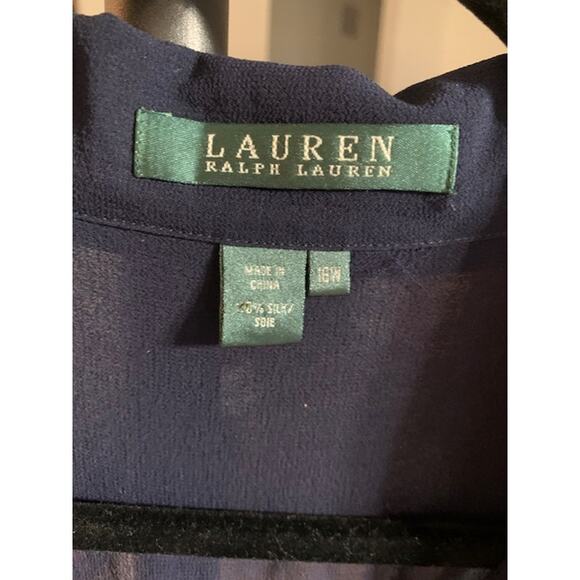 LAUREN
RALPH LAUREN
MADE IN
CHINA
16W
SILK/
SOIE